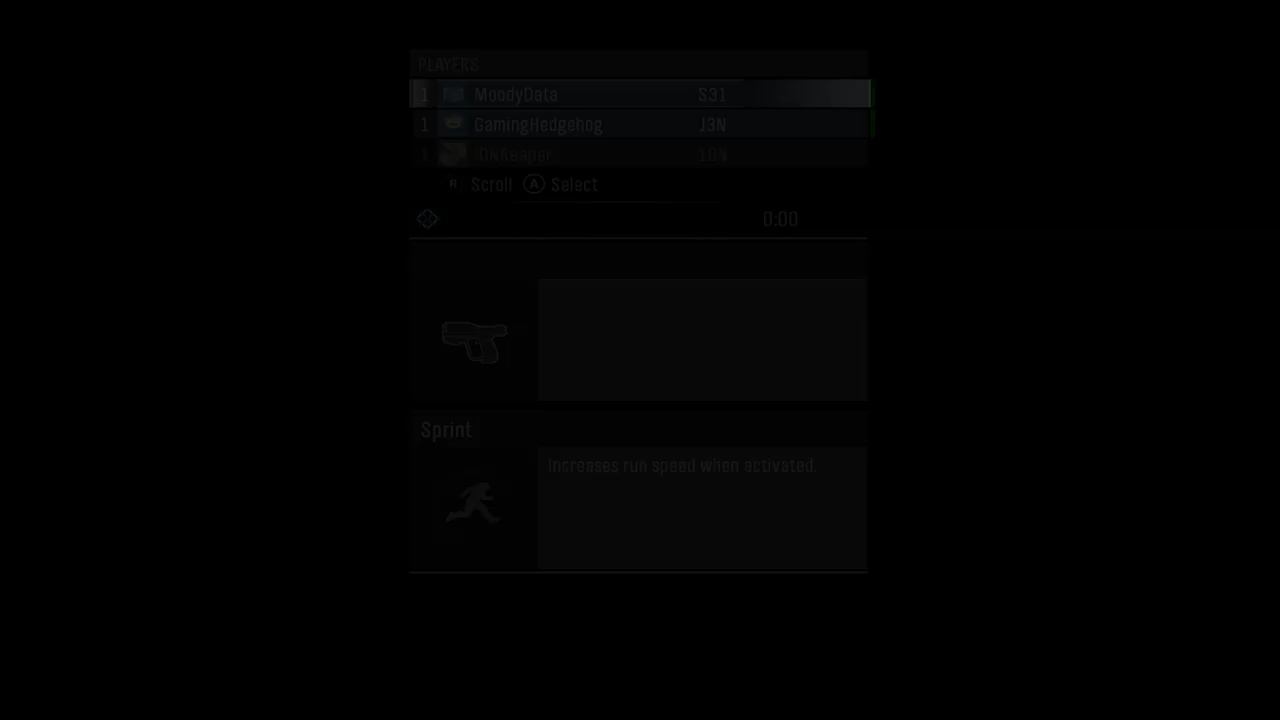 PLAYERS
1 MoodyData S31
1 GamingHedgehog J3N
R Scroll A Select
0:00
Sprint
Increases run speed when activated.